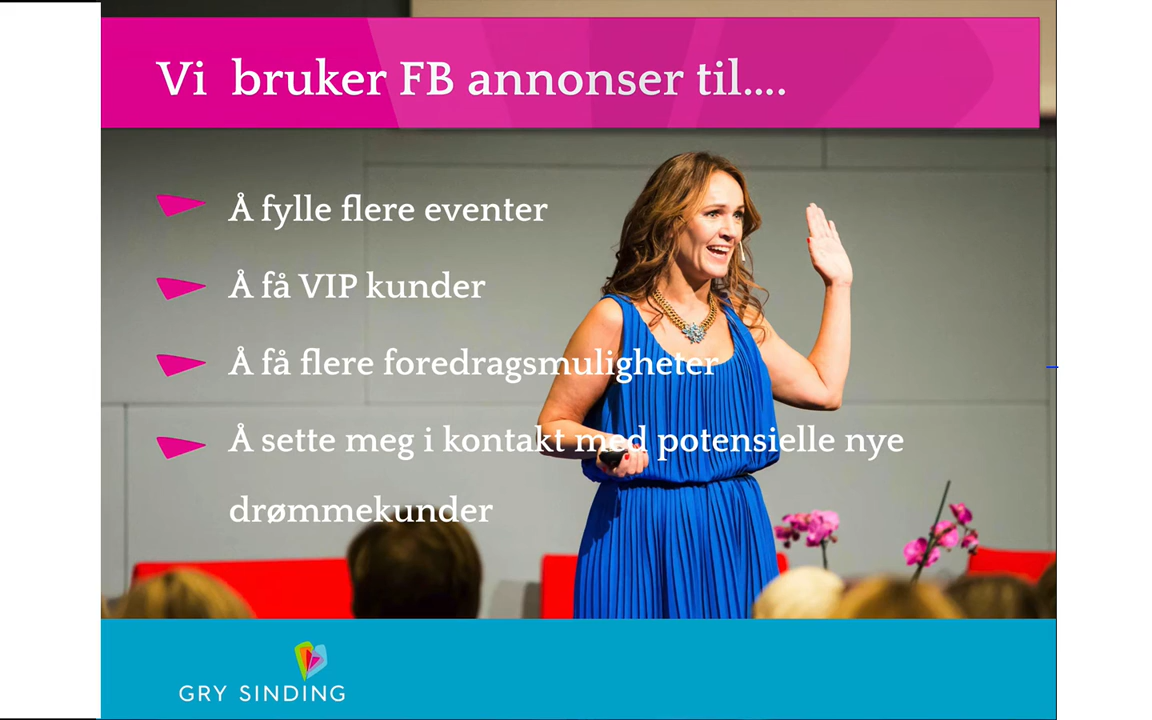 Vi bruker FB annonser til....
Å fylle flere eventer
Å få VIP kunder
Å få flere foredragsmuligheter
Å sette meg i kontakt med potensielle nye
drømmekunder
GRY SINDING